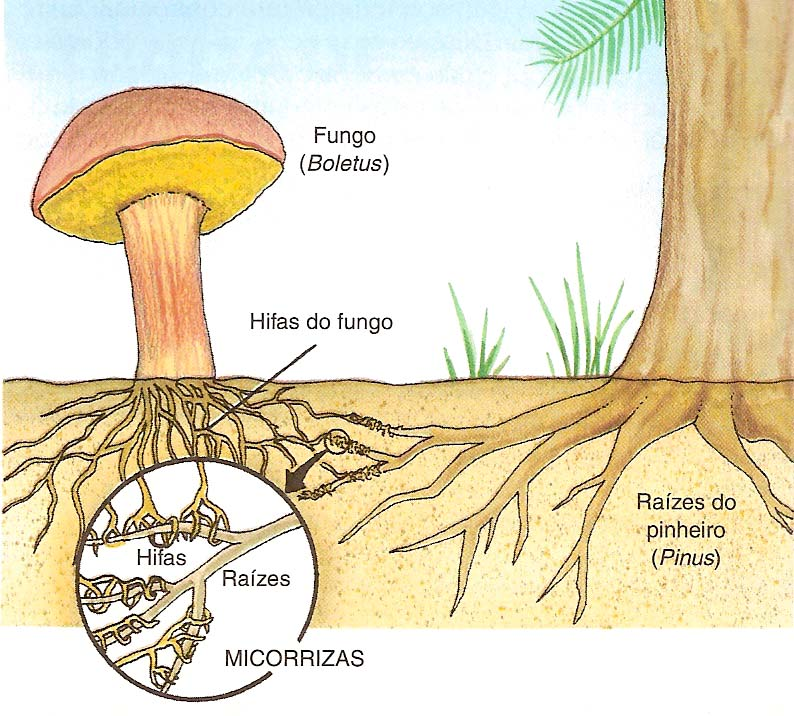 Fungo
(Boletus)
Hifas do fungo
Hifas
Raízes
MICORRIZAS
Raízes do
pinheiro
(Pinus)